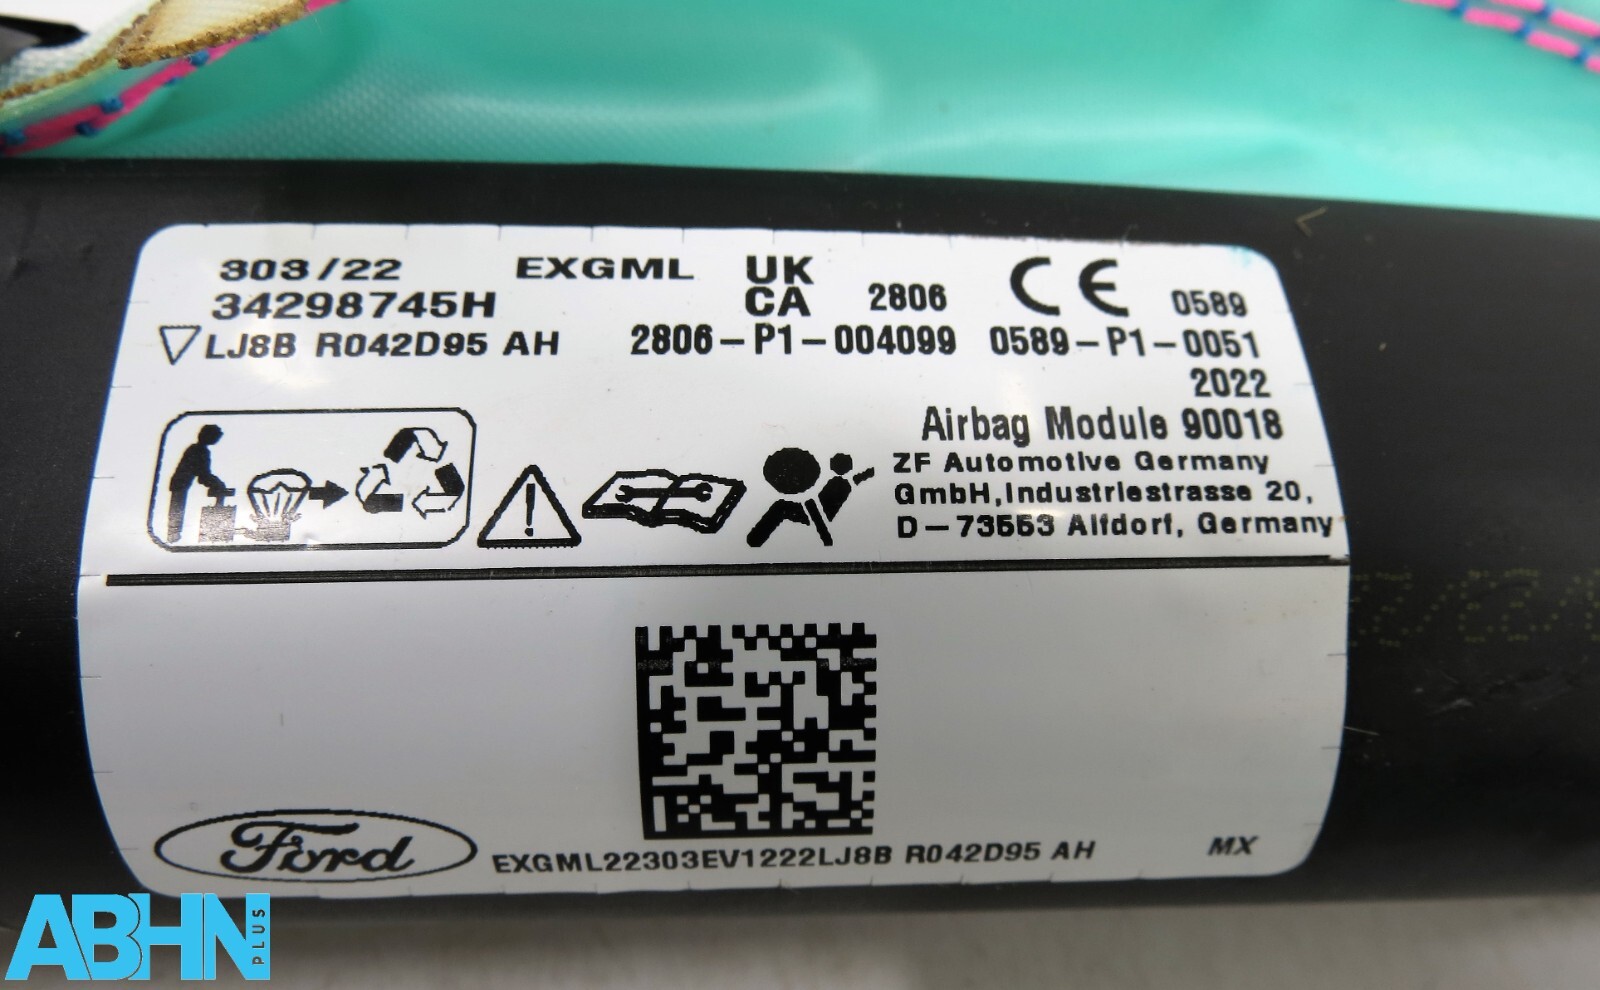 303/22 EXGML UK CA 2806 CE 0589
34298745H
LJ8B R042D95 AH 2806-P1-004099 0589-P1-0051
2022
Airbag Module 90018
ZF Automotive Germany
GmbH, Industriestrasse 20,
D-73553 Alfdorf, Germany
Ford
EXGML22303EV1222LJ8B R042D95 AH MX
ABHN PLUS